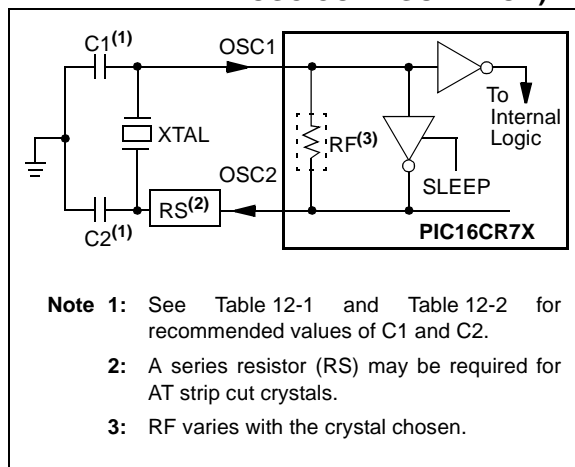 C1(1)
OSC1
To
Internal
Logic
XTAL
RF(3)
OSC2
SLEEP
RS(2)
C2(1)
PIC16CR7X
Note 1: See Table 12-1 and Table 12-2 for
recommended values of C1 and C2.
2: A series resistor (RS) may be required for
AT strip cut crystals.
3: RF varies with the crystal chosen.